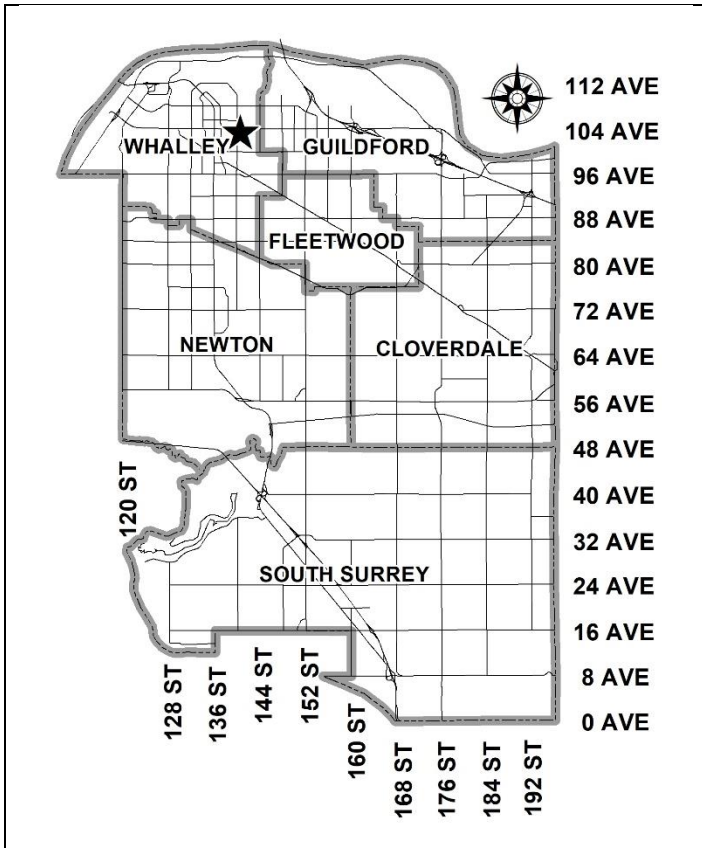 112 AVE
104 AVE
WHALLEY
GUILDFORD
96 AVE
88 AVE
FLEETWOOD
80 AVE
72 AVE
NEWTON
CLOVERDALE
64 AVE
56 AVE
48 AVE
120 ST
40 AVE
32 AVE
SOUTH SURREY
24 AVE
16 AVE
128 ST
136 ST
144 ST
152 ST
160 ST
8 AVE
0 AVE
168 ST
176 ST
184 ST
192 ST